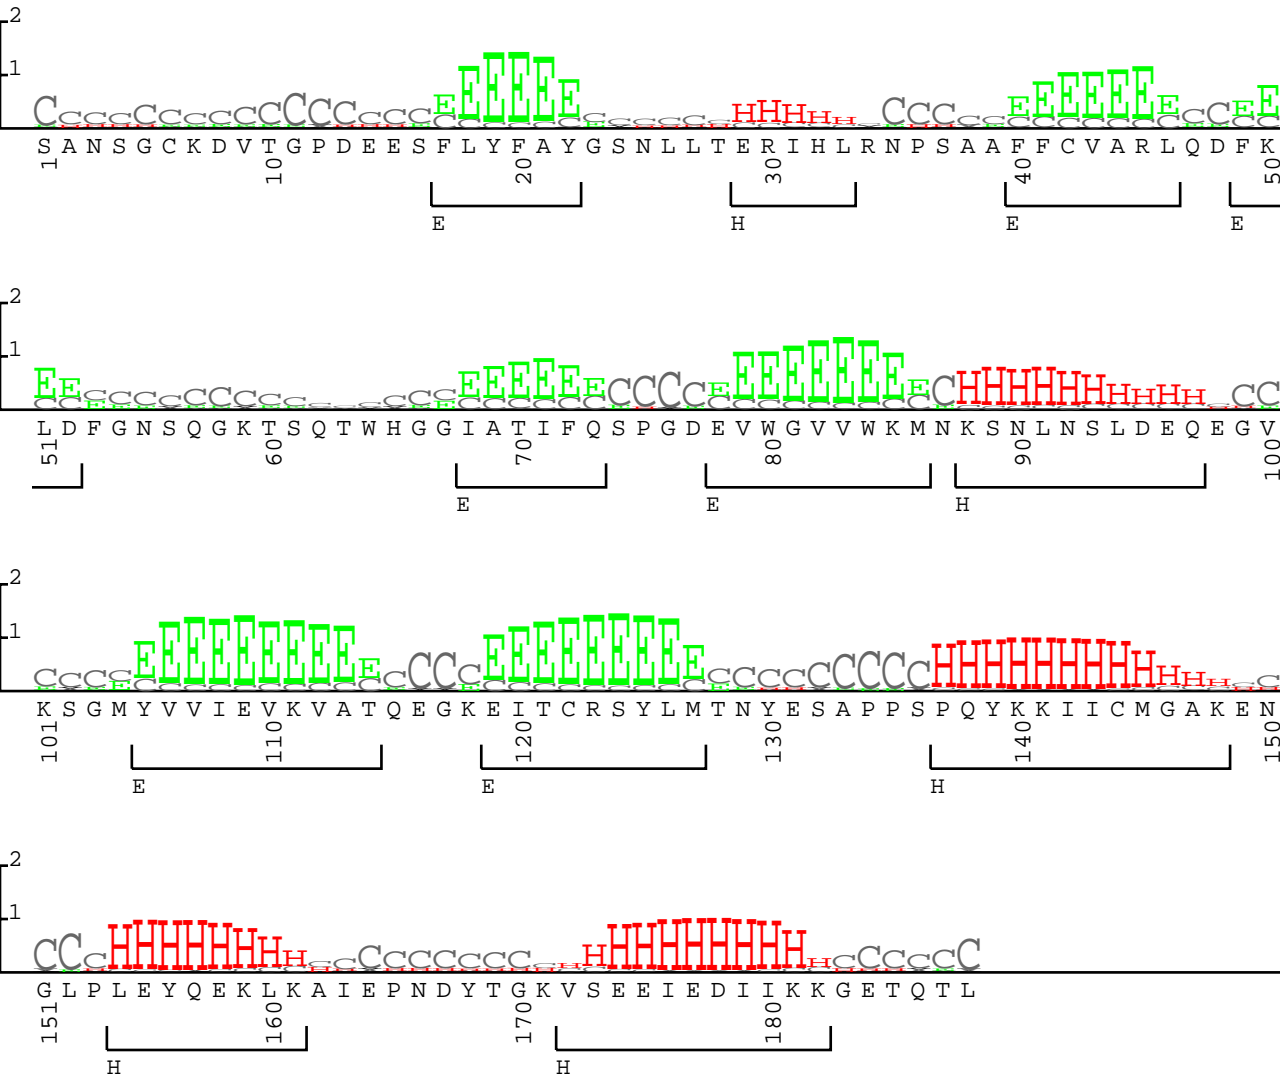 2
1
S A N S G C K D V T G P D E E S F L Y F A Y G S N L L T E R I H L R N P S A A F F C V A R L Q D F K
1 10 20 30 40 50
E H E E
2
1
L D F G N S Q G K T S Q T W H G G I A T I F Q S P G D E V W G V V W K M N K S N L N S L D E Q E G V
51 60 70 80 90 100
E E H
2
1
K S G M Y V V I E V K V A T Q E G K E I T C R S Y L M T N Y E S A P P S P Q Y K K I I C M G A K E N
101 110 120 130 140 150
E E H
2
1
G L P L E Y Q E K L K A I E P N D Y T G K V S E E I E D I I K K G E T Q T L
151 160 170 180
H H